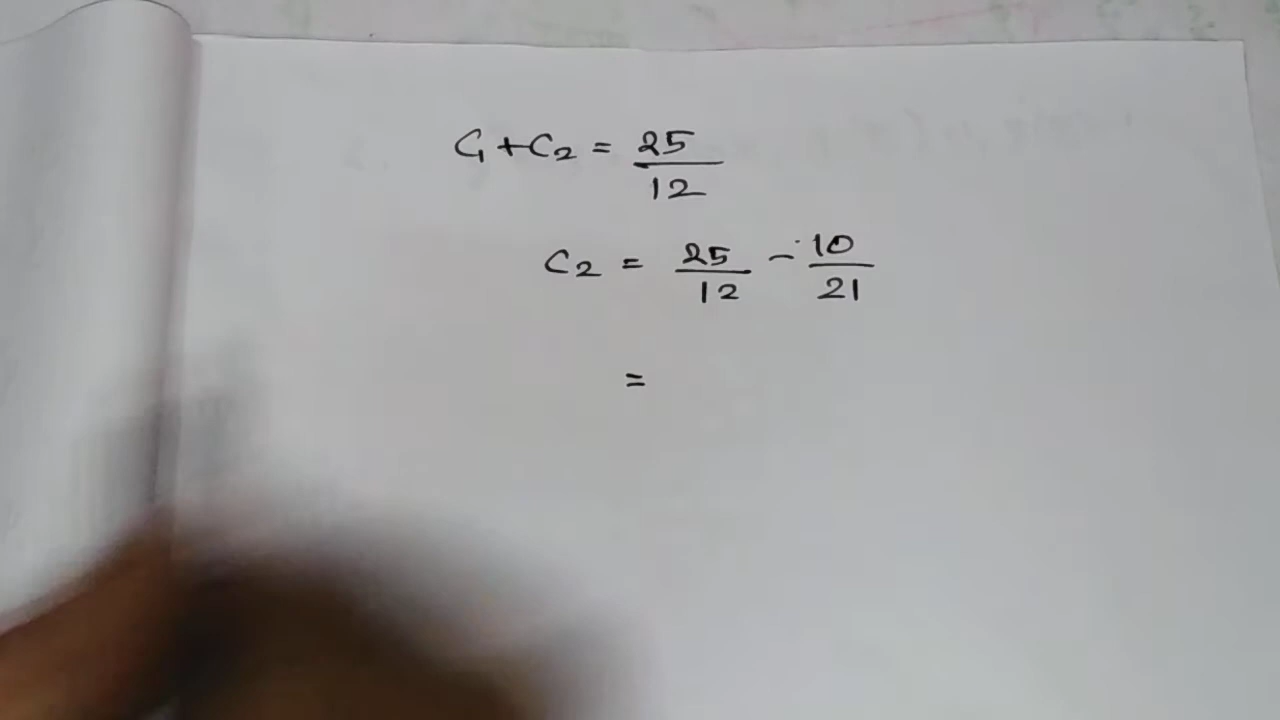 C₁ + C₂ = 25/12
C₂ = 25/12 - 10/21
=